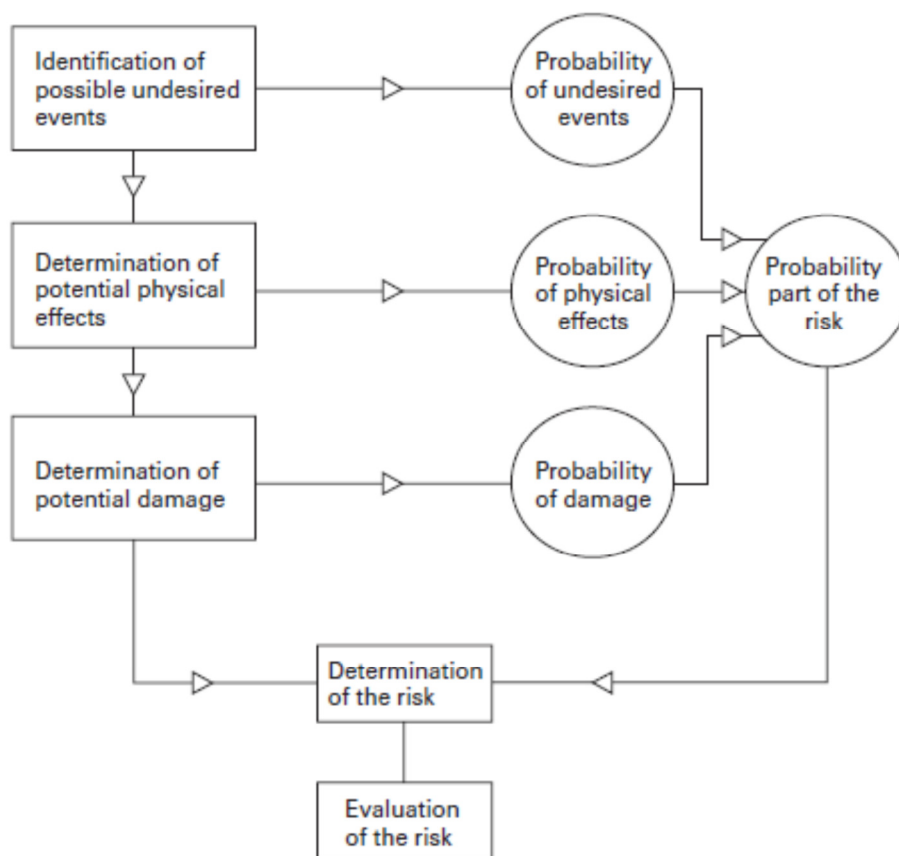 Identification of
possible undesired
events
Probability
of undesired
events
Determination of
potential physical
effects
Probability
of physical
effects
Probability
part of the
risk
Determination of
potential damage
Probability
of damage
Determination
of the risk
Evaluation
of the risk